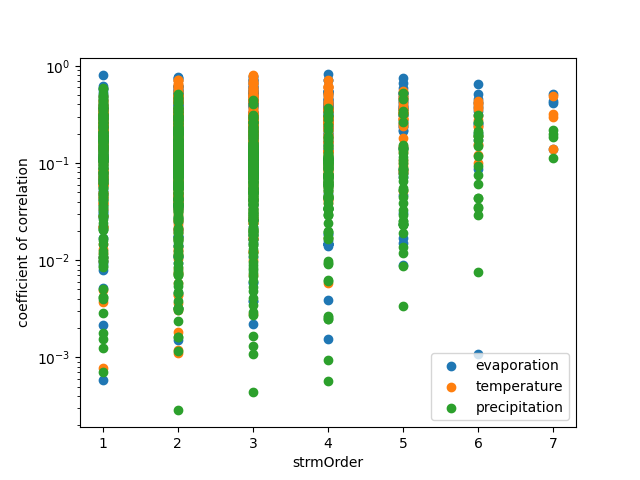 coefficient of correlation
10⁰
10⁻¹
10⁻²
10⁻³
evaporation
temperature
precipitation
1 2 3 4 5 6 7
strmOrder